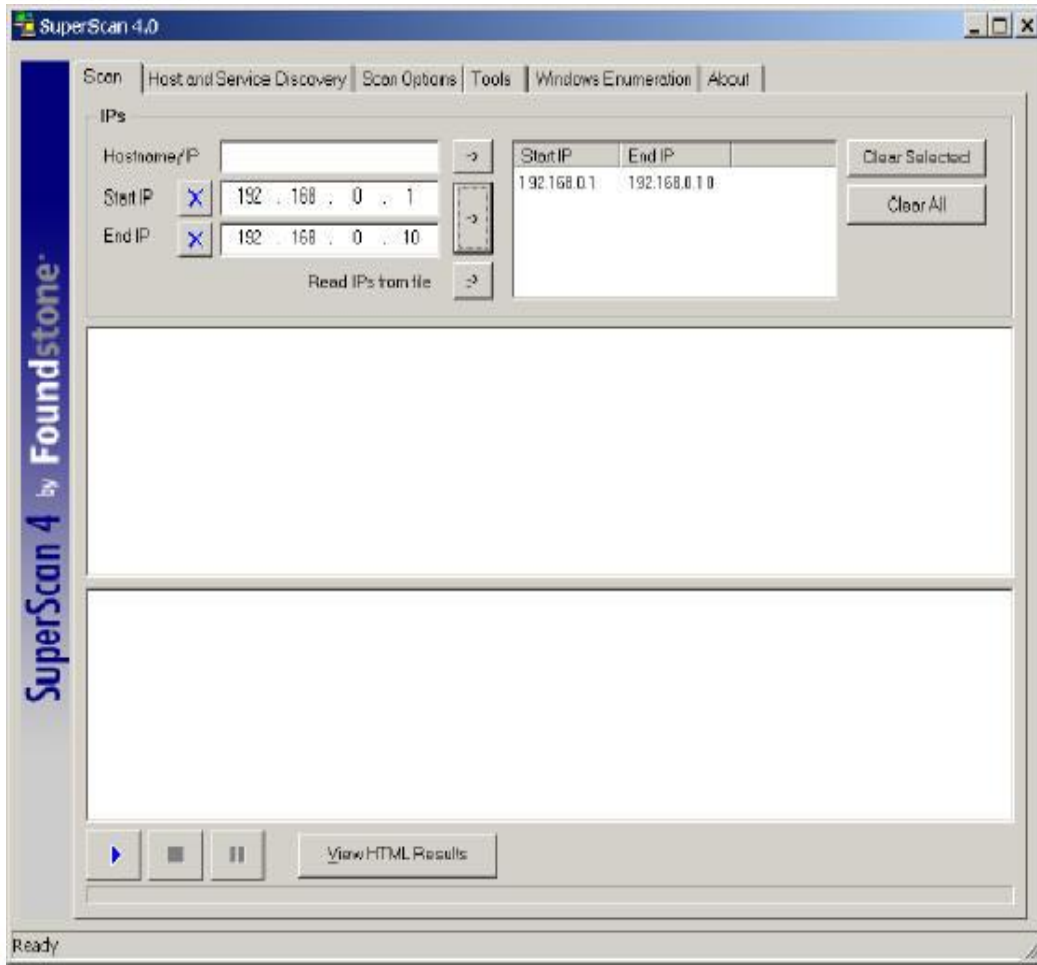 SuperScan 4.0
Scan Host and Service Discovery Scan Options Tools Windows Enumeration About
IPs
Hostname/IP ->
Start IP X 192 . 168 . 0 . 1
End IP X 192 . 168 . 0 . 10
->
Read IPs from file ->
Start IP End IP
192.168.0.1 192.168.0.10
Clear Selected
Clear All
SuperScan 4 by Foundstone
View HTML Results
Ready